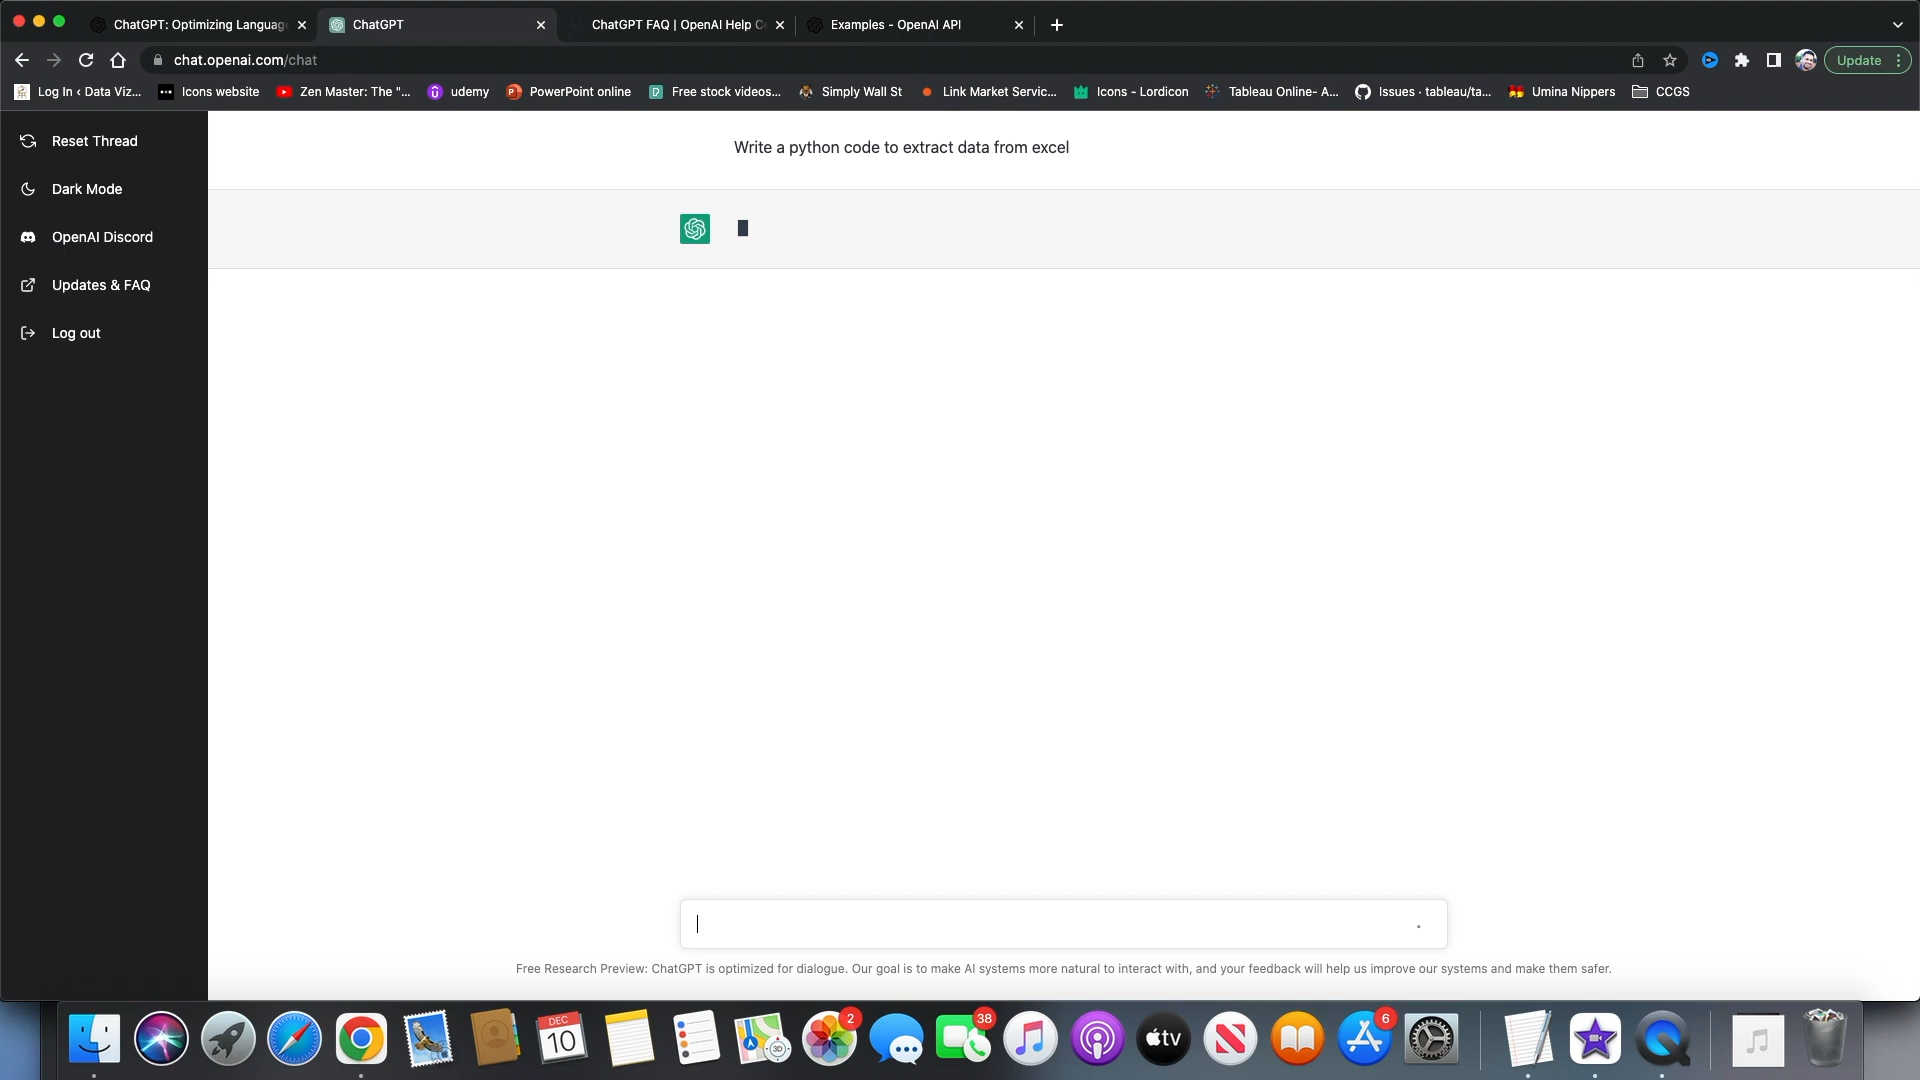 ChatGPT: Optimizing Languag
ChatGPT
ChatGPT FAQ | OpenAI Help C
Examples - OpenAI API
chat.openai.com/chat
Update
Log In ‹ Data Viz...
Icons website
Zen Master: The "...
udemy
PowerPoint online
Free stock videos...
Simply Wall St
Link Market Servic...
Icons - Lordicon
Tableau Online- A...
Issues · tableau/ta...
Umina Nippers
CCGS
Reset Thread
Dark Mode
OpenAI Discord
Updates & FAQ
Log out
Write a python code to extract data from excel
Free Research Preview: ChatGPT is optimized for dialogue. Our goal is to make AI systems more natural to interact with, and your feedback will help us improve our systems and make them safer.
DEC
10
3D
2
38
tv
6